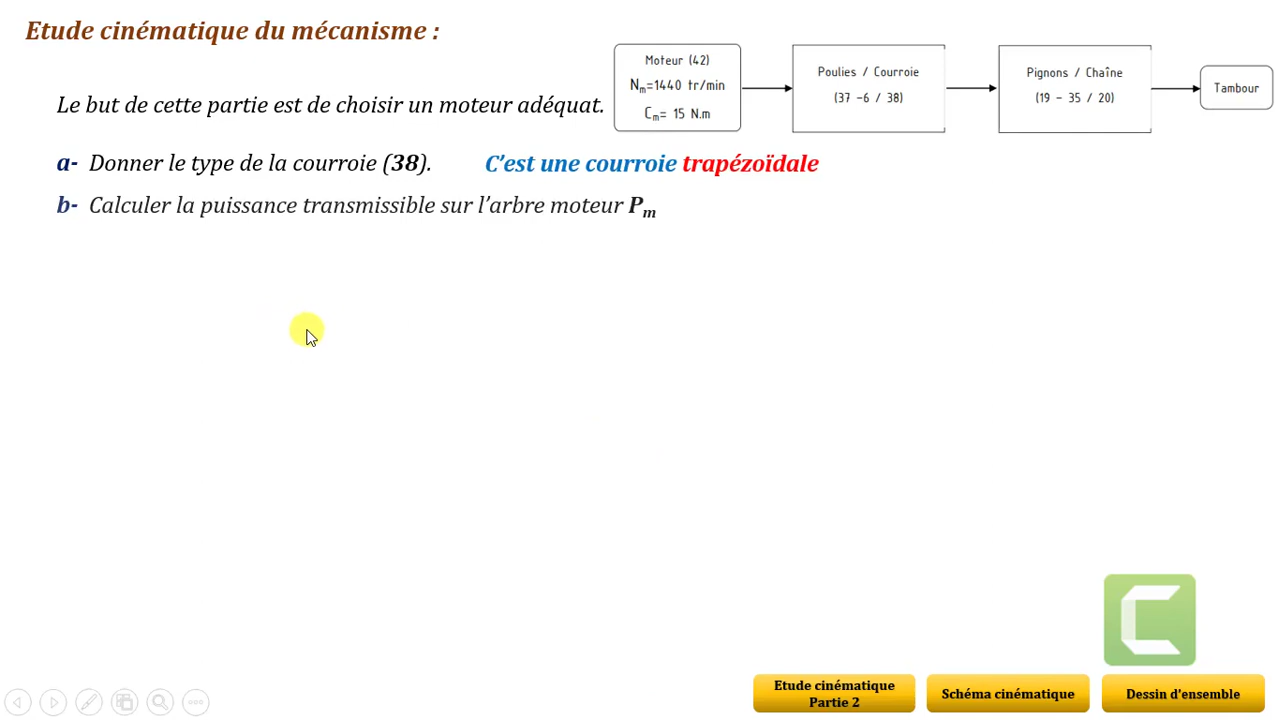 Etude cinématique du mécanisme :
Le but de cette partie est de choisir un moteur adéquat.
Moteur (42)
Nm=1440 tr/min
Cm= 15 N.m
Poulies / Courroie
(37 -6 / 38)
Pignons / Chaîne
(19 - 35 / 20)
Tambour
a- Donner le type de la courroie (38). C'est une courroie trapézoïdale
b- Calculer la puissance transmissible sur l'arbre moteur Pm
Etude cinématique
Partie 2
Schéma cinématique
Dessin d'ensemble